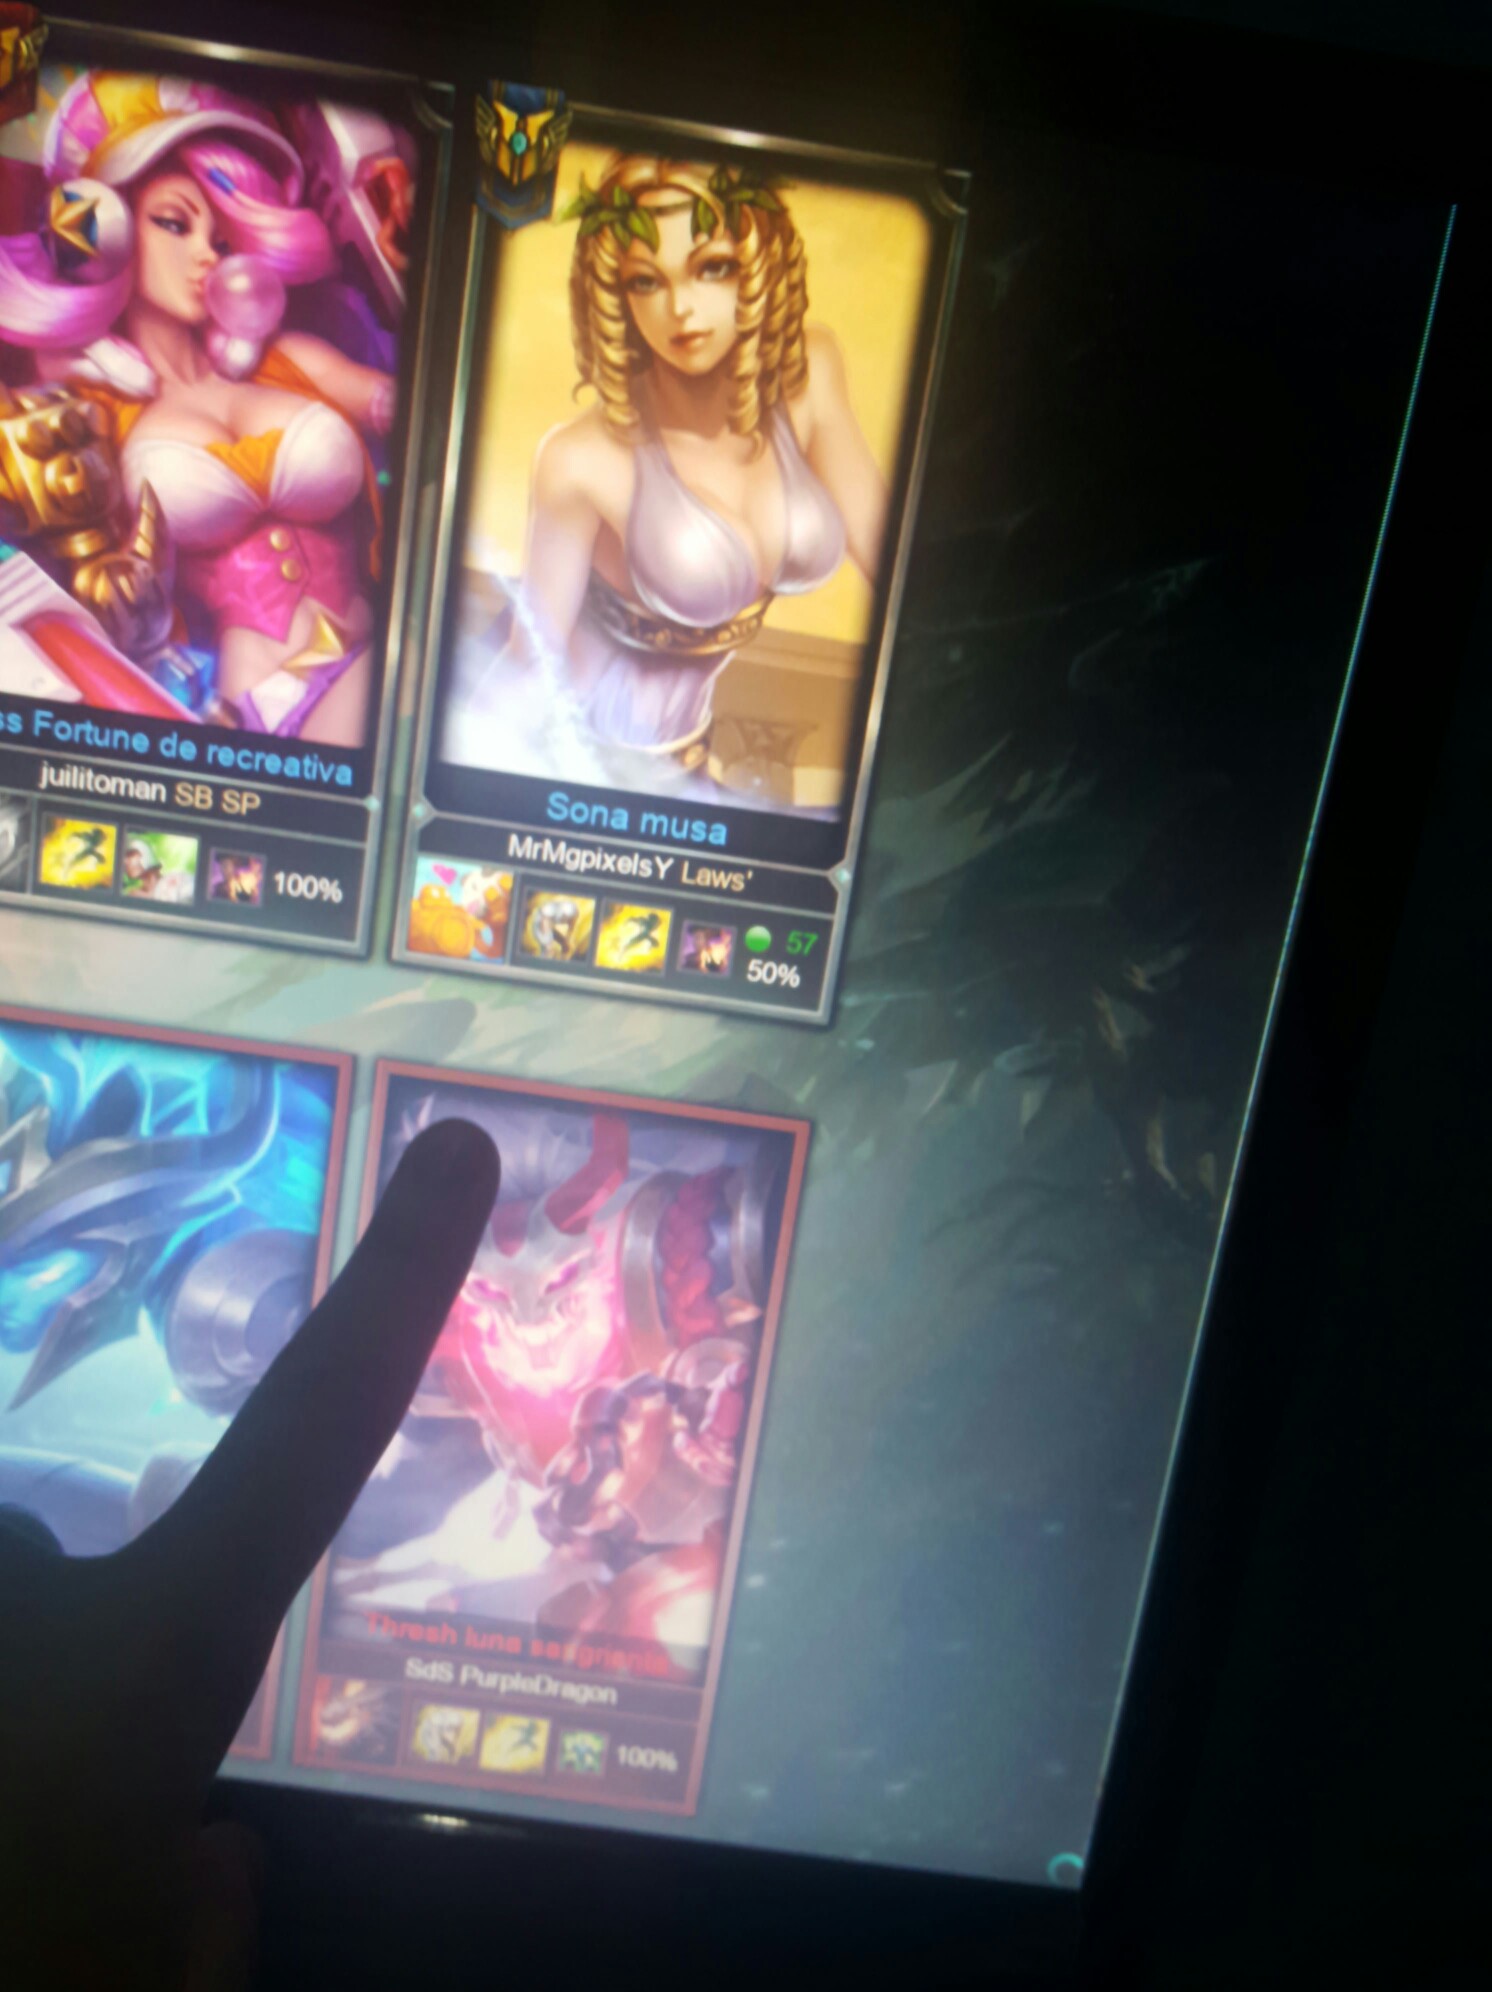 ss Fortune de recreativa
juilitoman SB SP
100%
Sona musa
MrMgpixelsY Laws'
57
50%
Thresh luna sangrienta
SdS PurpleDragon
100%